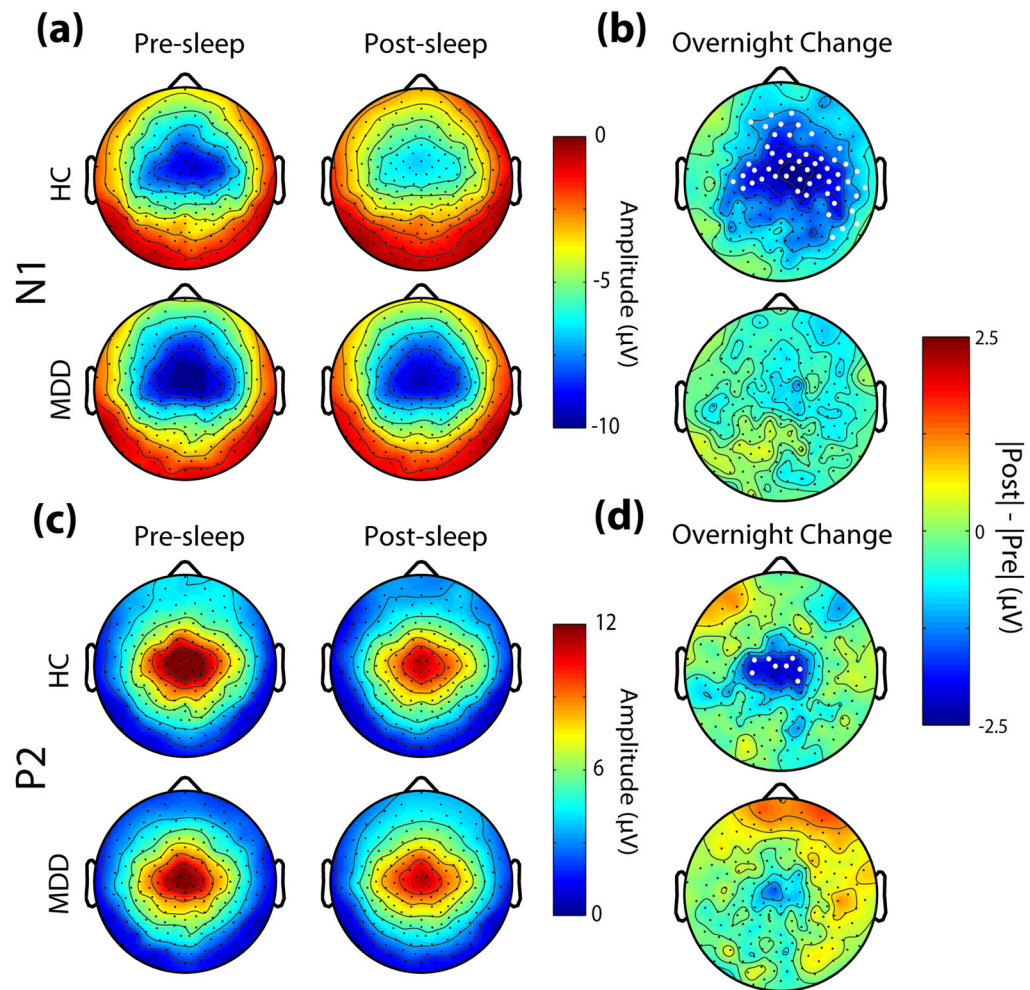 (a)
Pre-sleep
Post-sleep
HC
N1
MDD
0
-5
-10
Amplitude (μV)
(b)
Overnight Change
2.5
0
-2.5
|Post| - |Pre| (μV)
(c)
Pre-sleep
Post-sleep
HC
P2
MDD
12
6
0
Amplitude (μV)
(d)
Overnight Change